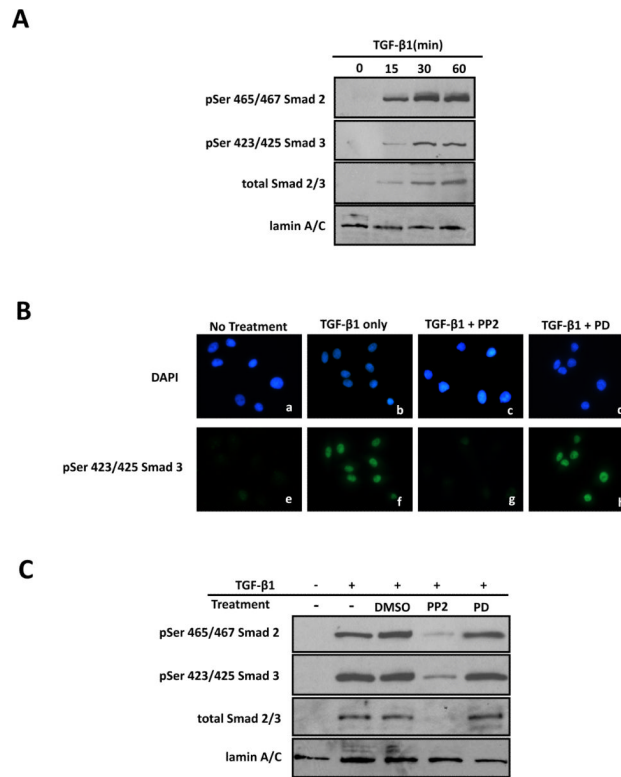 A
TGF-β1(min)
0 15 30 60
pSer 465/467 Smad 2
pSer 423/425 Smad 3
total Smad 2/3
lamin A/C
B
No Treatment TGF-β1 only TGF-β1 + PP2 TGF-β1 + PD
DAPI
a b c d
pSer 423/425 Smad 3
e f g h
C
TGF-β1 - + + + +
Treatment - - DMSO PP2 PD
pSer 465/467 Smad 2
pSer 423/425 Smad 3
total Smad 2/3
lamin A/C